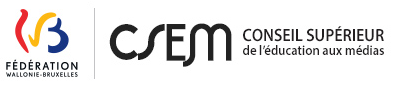 FÉDÉRATION
WALLONIE-BRUXELLES
CSEM
CONSEIL SUPÉRIEUR
de l'éducation aux médias